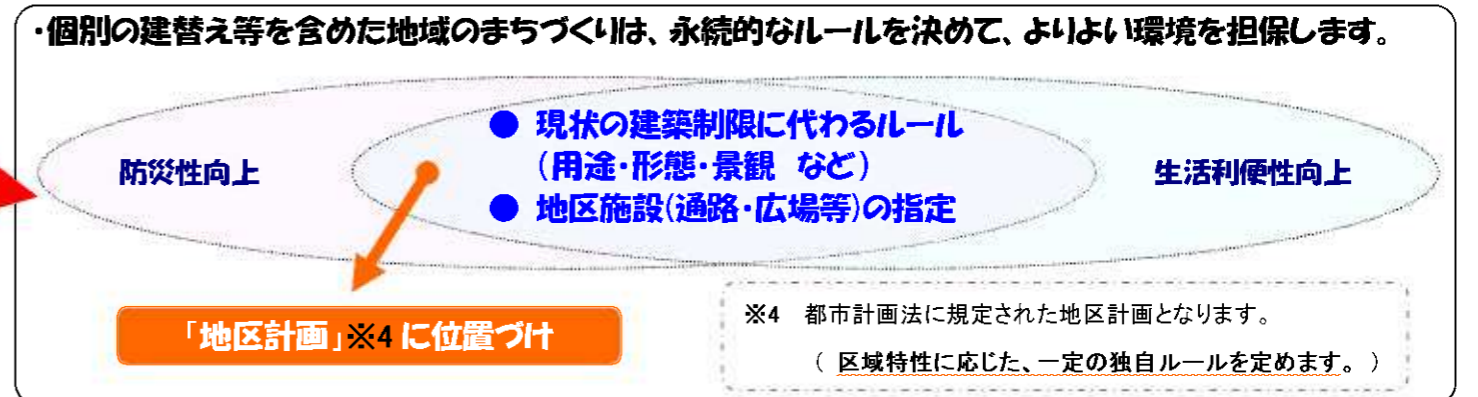 ・個別の建替え等を含めた地域のまちづくりは、永続的なルールを決めて、よりよい環境を担保します。
● 現状の建築制限に代わるルール
（用途・形態・景観　など）
● 地区施設(通路・広場等)の指定
防災性向上
生活利便性向上
「地区計画」※4 に位置づけ
※4　都市計画法に規定された地区計画となります。
（ 区域特性に応じた、一定の独自ルールを定めます。）